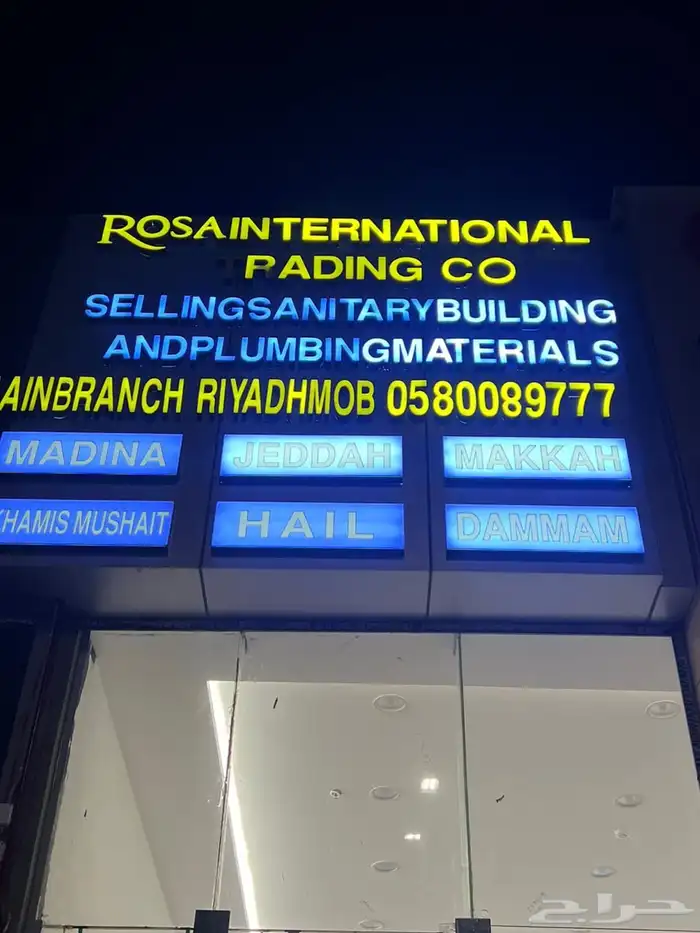 ROSAINTERNATIONAL
RADING CO
SELLINGSANITARYBUILDING
ANDPLUMBINGMATERIALS
AINBRANCH RIYADHMOB 0580089777
MADINA JEDDAH MAKKAH
KHAMIS MUSHAIT HAIL DAMMAM
حراج